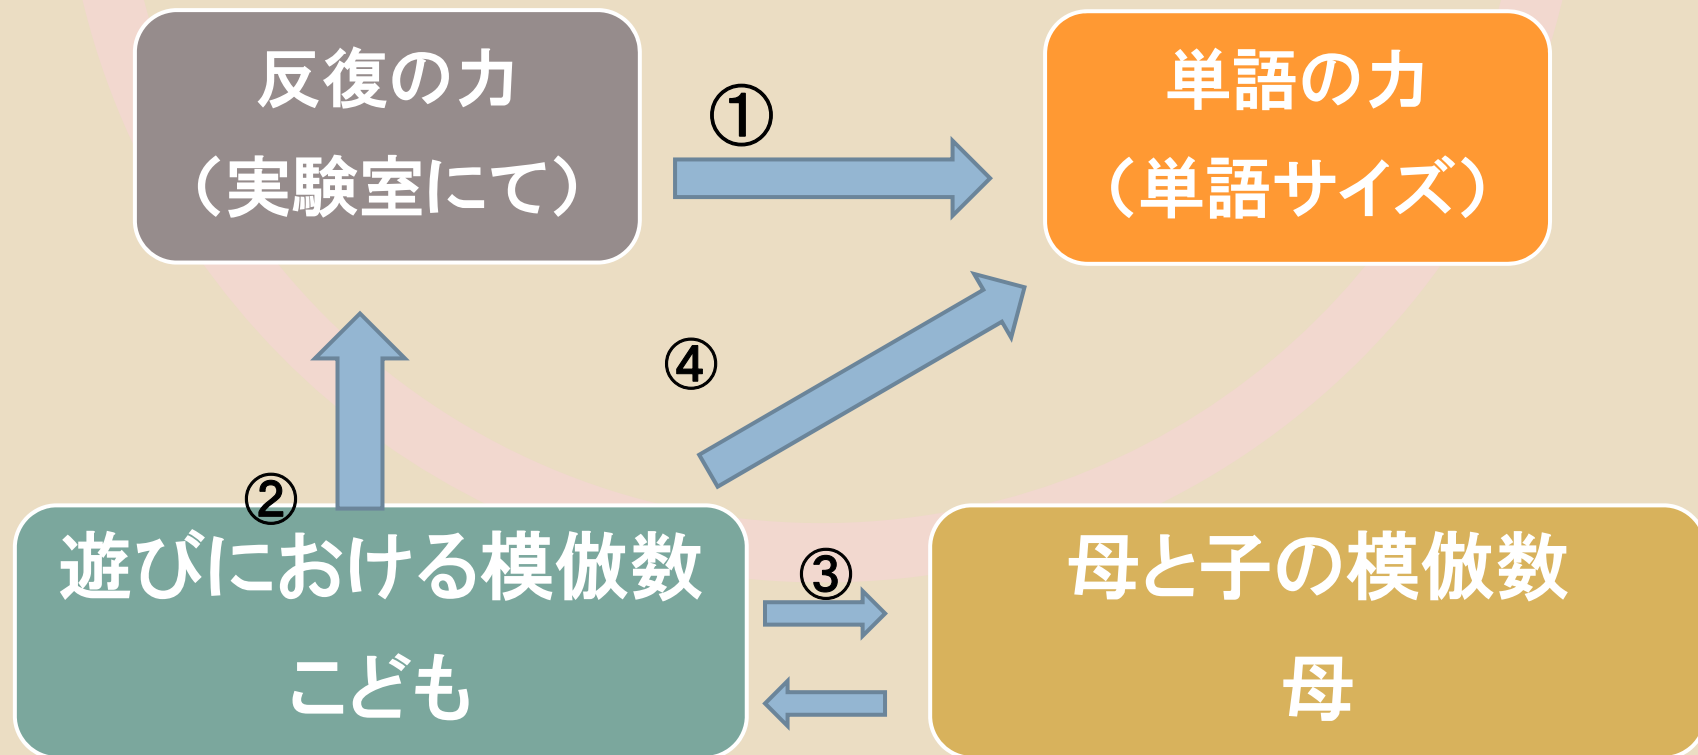 反復の力
（実験室にて）
①
単語の力
（単語サイズ）
④
②
遊びにおける模倣数
こども
③
母と子の模倣数
母